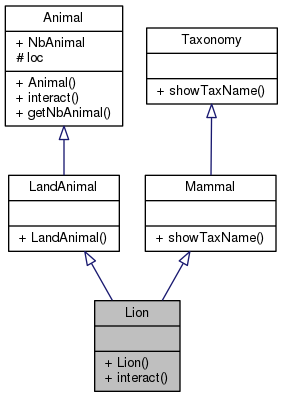 Animal
+ NbAnimal
# loc
+ Animal()
+ interact()
+ getNbAnimal()
Taxonomy
+ showTaxName()
LandAnimal
+ LandAnimal()
Mammal
+ showTaxName()
Lion
+ Lion()
+ interact()